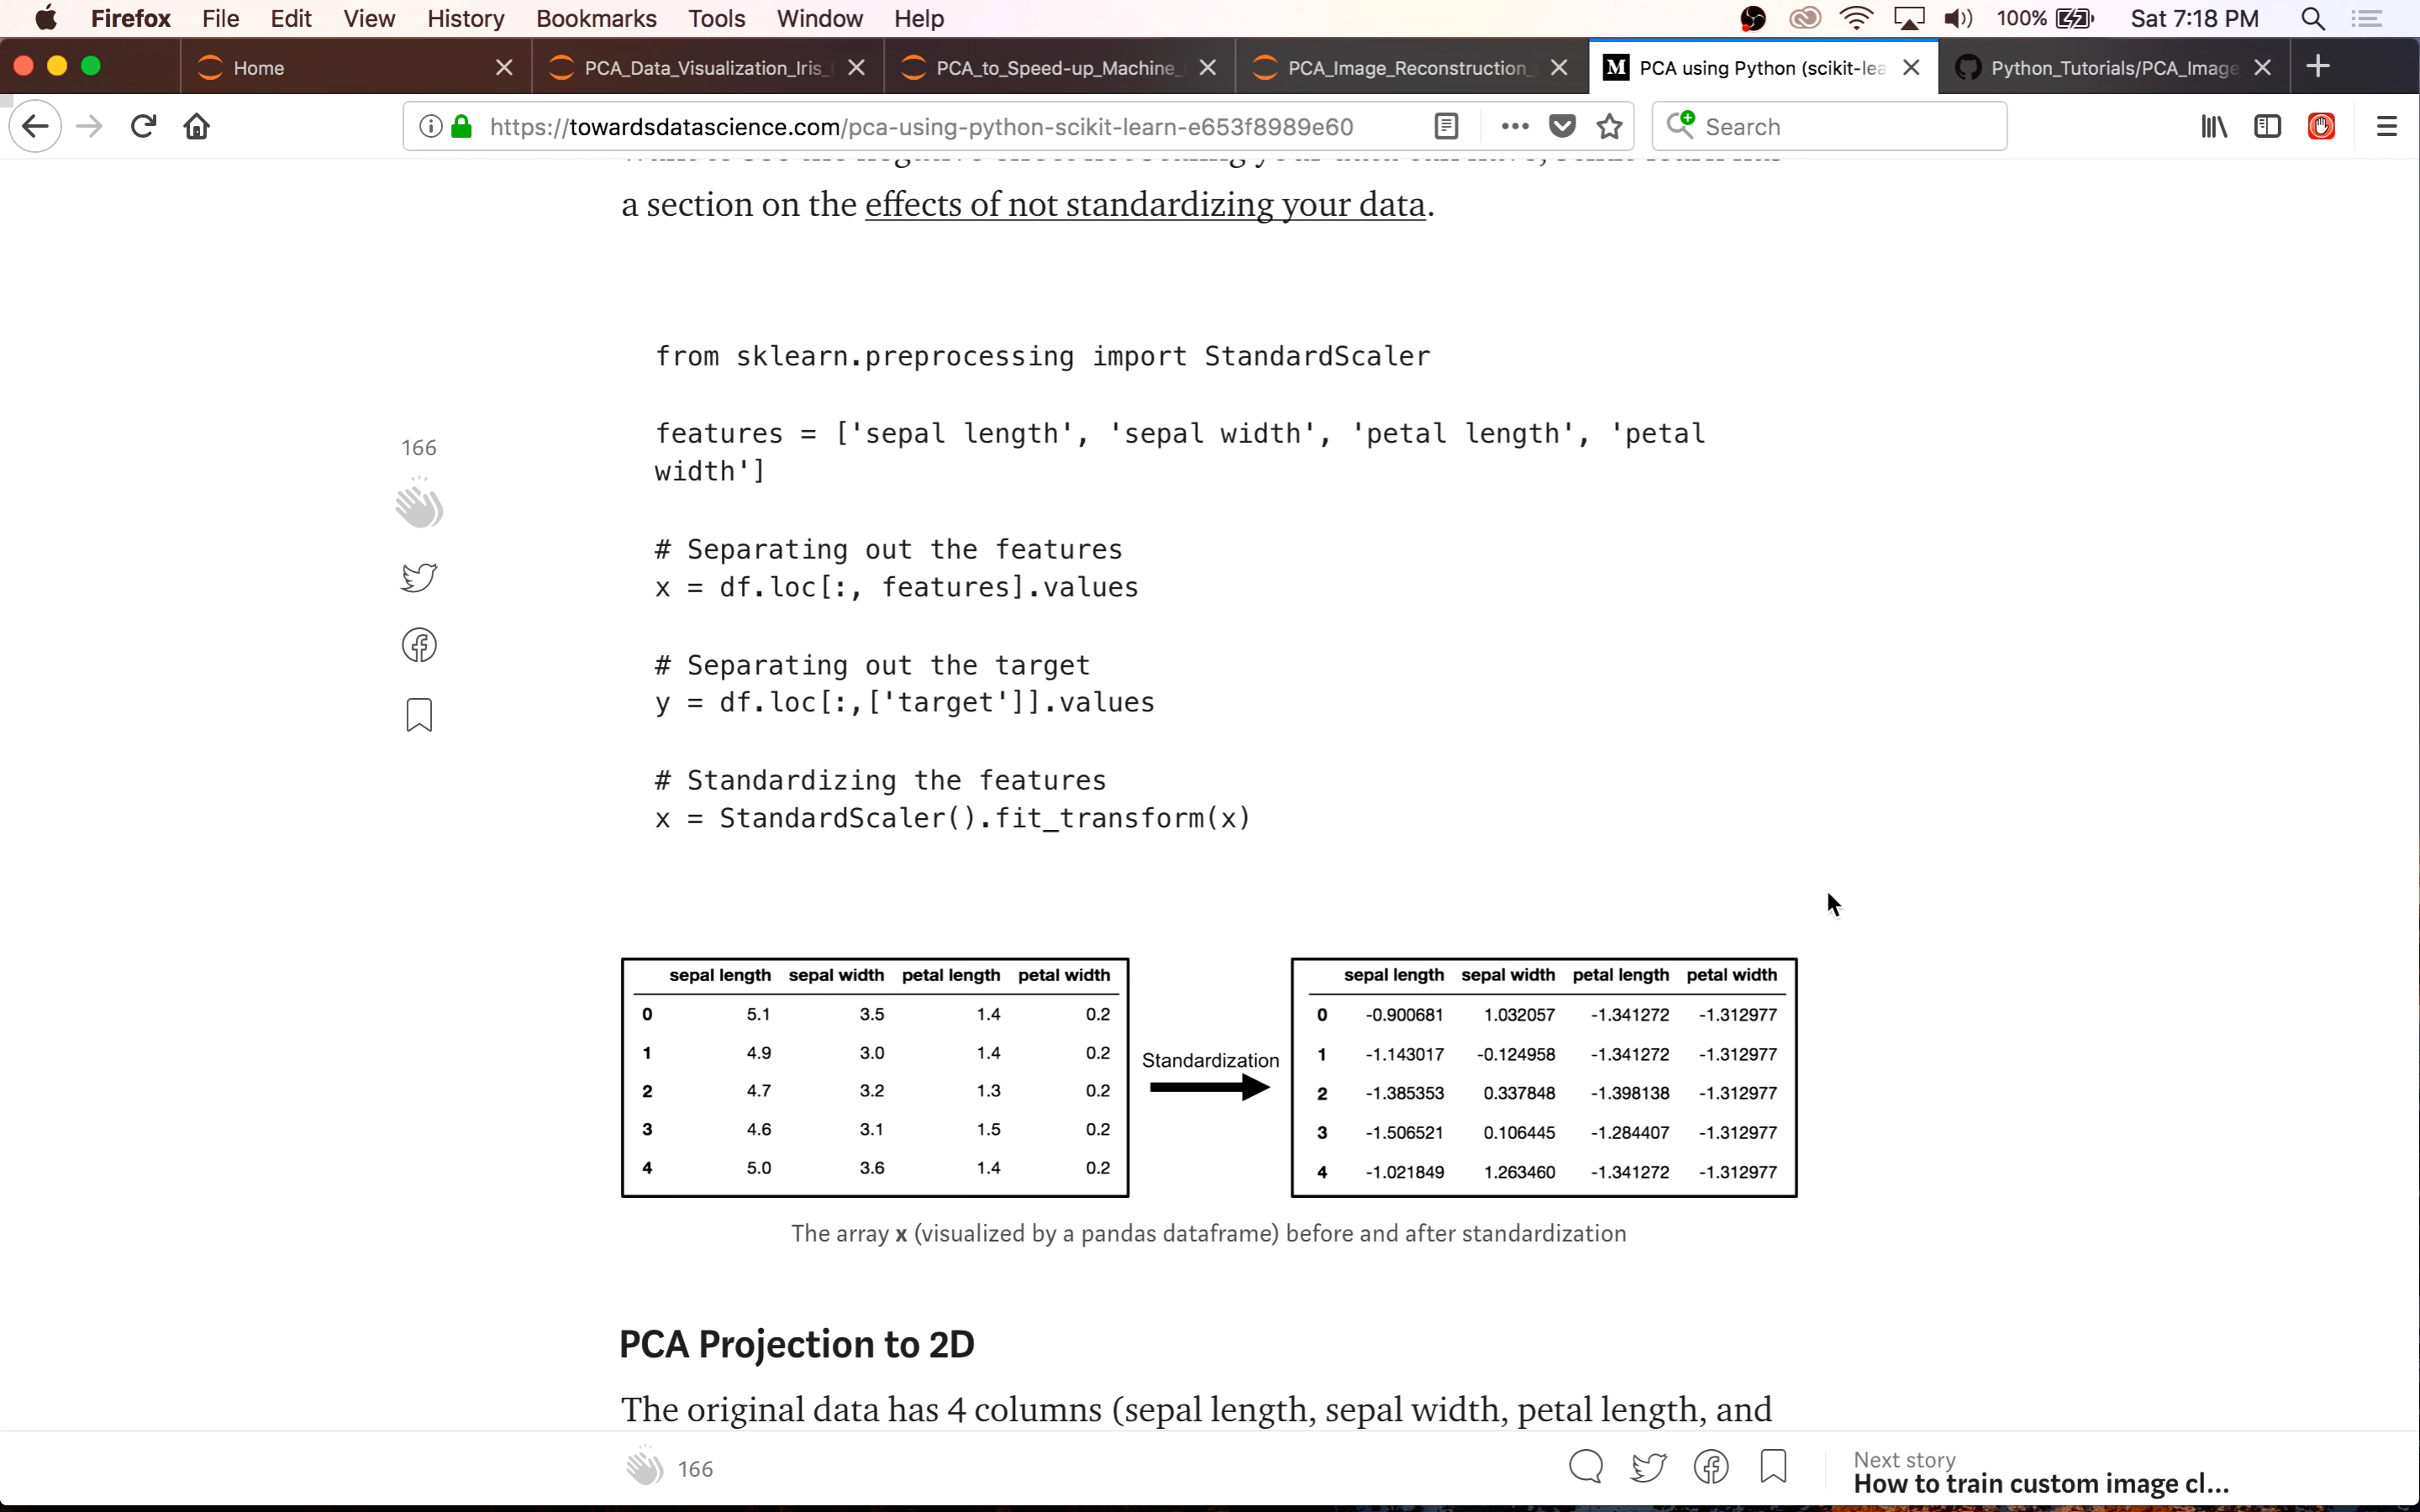 Firefox File Edit View History Bookmarks Tools Window Help 100% Sat 7:18 PM
Home PCA_Data_Visualization_Iris_ PCA_to_Speed-up_Machine_ PCA_Image_Reconstruction_ M PCA using Python (scikit-lea Python_Tutorials/PCA_Image
https://towardsdatascience.com/pca-using-python-scikit-learn-e653f8989e60 Search
a section on the effects of not standardizing your data.
from sklearn.preprocessing import StandardScaler
features = ['sepal length', 'sepal width', 'petal length', 'petal
width']
# Separating out the features
x = df.loc[:, features].values
# Separating out the target
y = df.loc[:,['target']].values
# Standardizing the features
x = StandardScaler().fit_transform(x)
166
sepal length sepal width petal length petal width
0 5.1 3.5 1.4 0.2
1 4.9 3.0 1.4 0.2
2 4.7 3.2 1.3 0.2
3 4.6 3.1 1.5 0.2
4 5.0 3.6 1.4 0.2
Standardization
sepal length sepal width petal length petal width
0 -0.900681 1.032057 -1.341272 -1.312977
1 -1.143017 -0.124958 -1.341272 -1.312977
2 -1.385353 0.337848 -1.398138 -1.312977
3 -1.506521 0.106445 -1.284407 -1.312977
4 -1.021849 1.263460 -1.341272 -1.312977
The array x (visualized by a pandas dataframe) before and after standardization
PCA Projection to 2D
The original data has 4 columns (sepal length, sepal width, petal length, and
166
Next story
How to train custom image cl...